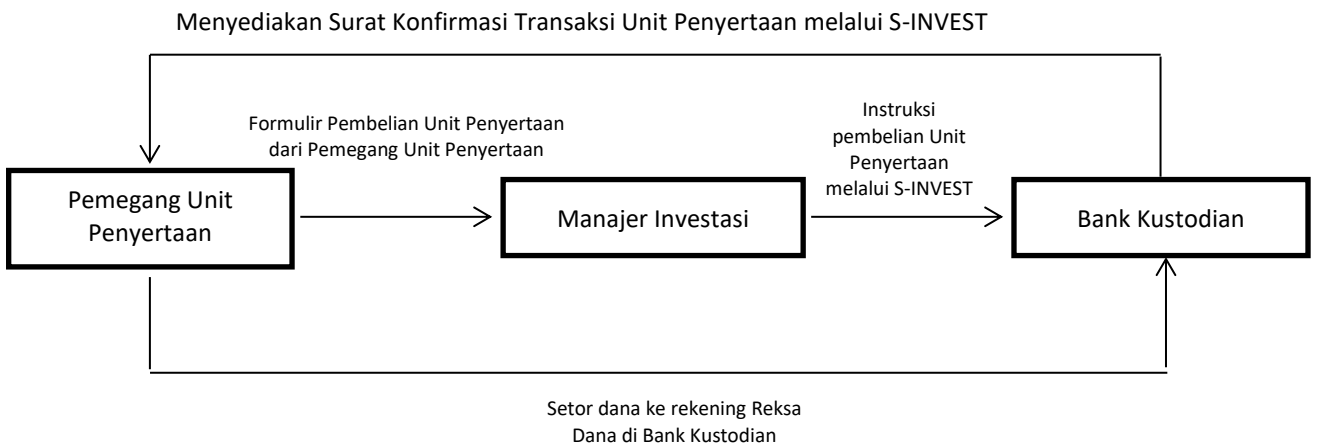 Menyediakan Surat Konfirmasi Transaksi Unit Penyertaan melalui S-INVEST
Formulir Pembelian Unit Penyertaan
dari Pemegang Unit Penyertaan
Instruksi
pembelian Unit
Penyertaan
melalui S-INVEST
Pemegang Unit
Penyertaan
Manajer Investasi
Bank Kustodian
Setor dana ke rekening Reksa
Dana di Bank Kustodian